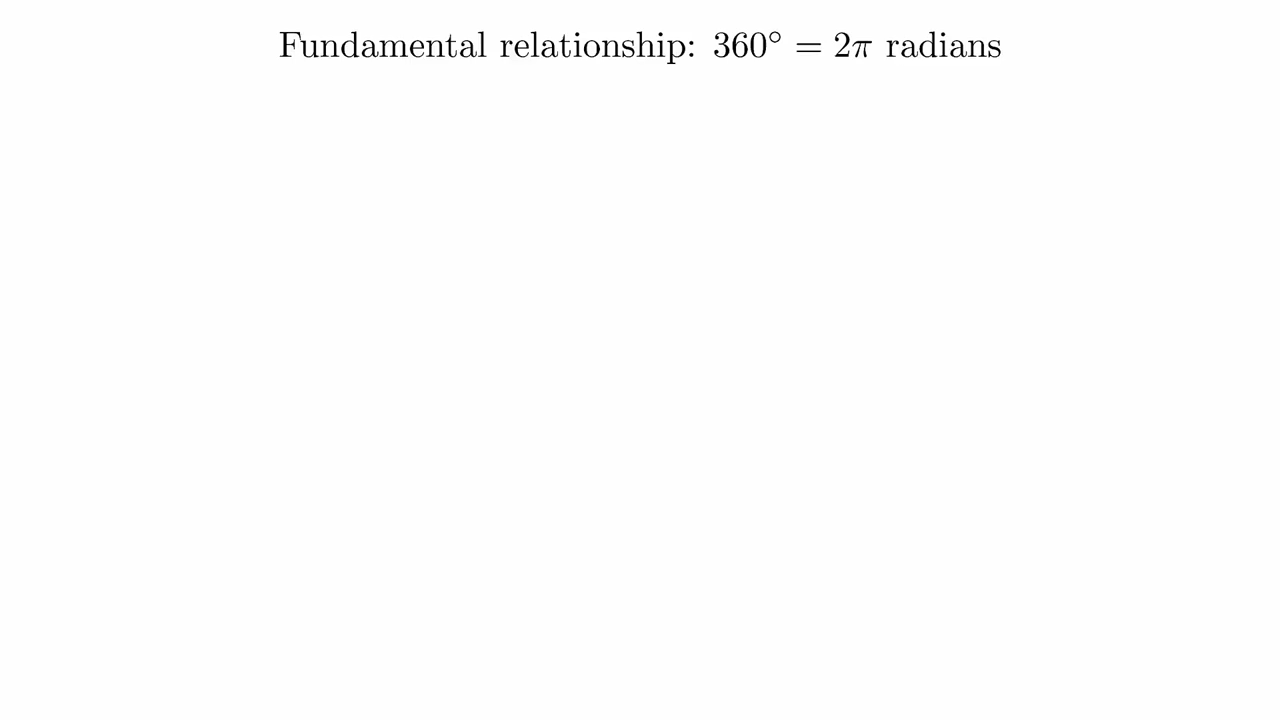 Fundamental relationship: 360° = 2π radians